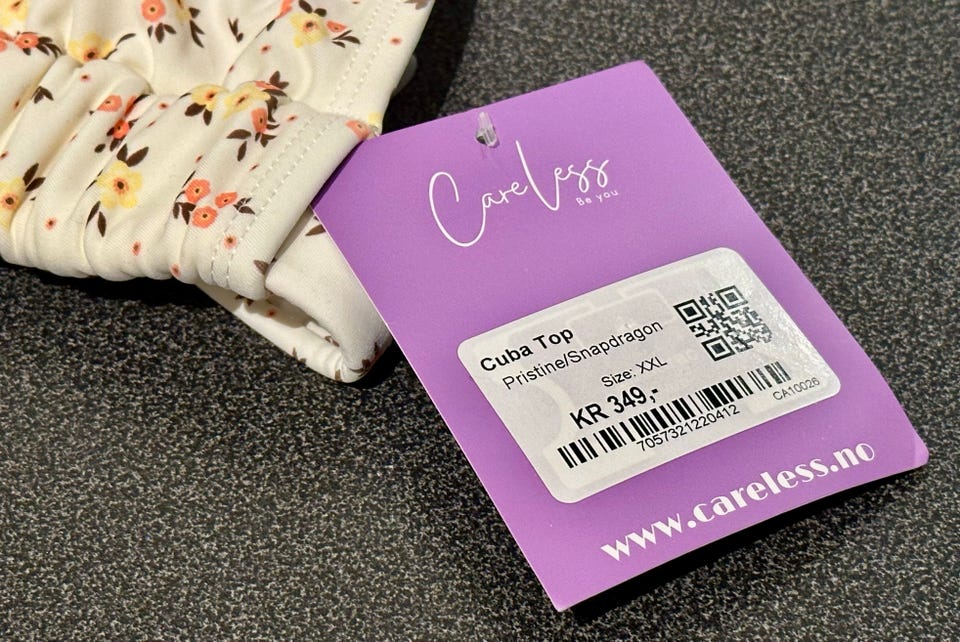 CareLess
Be you
Cuba Top
Pristine/Snapdragon
Size: XXL
KR 349,-
7057321220412
CA10026
www.careless.no